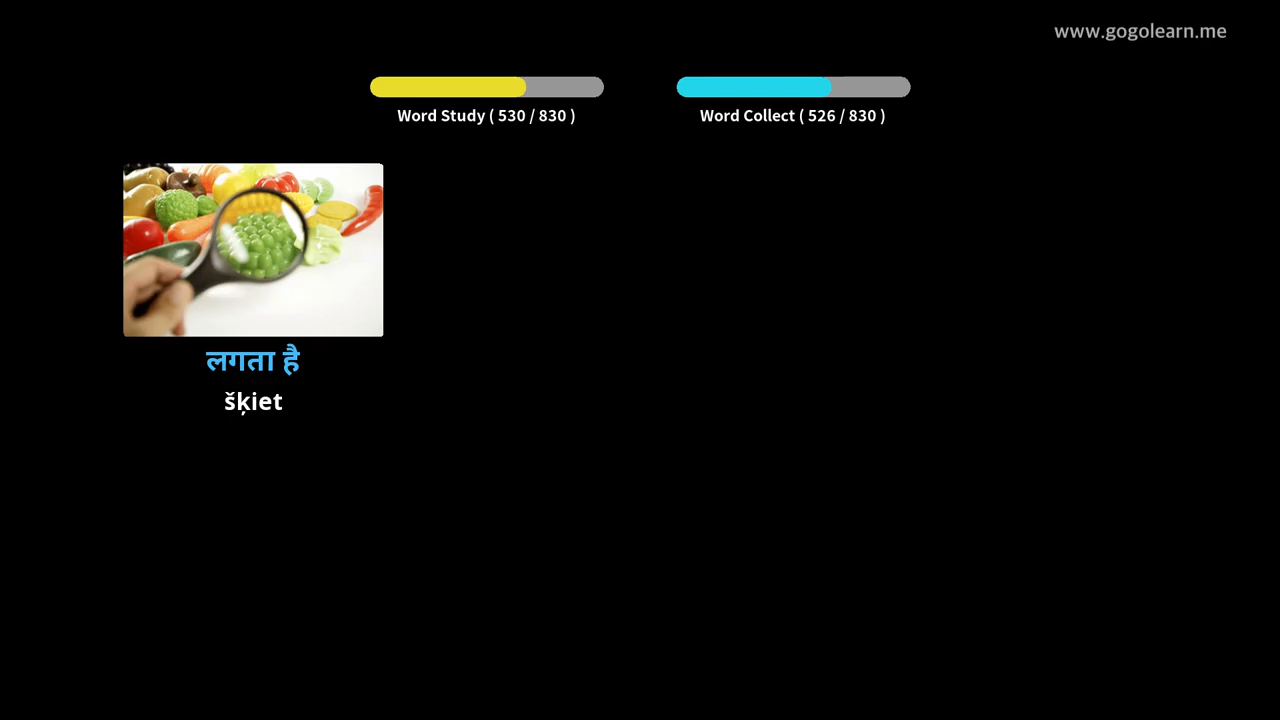 www.gogolearn.me
Word Study ( 530 / 830 )
Word Collect ( 526 / 830 )
लगता है
šķiet